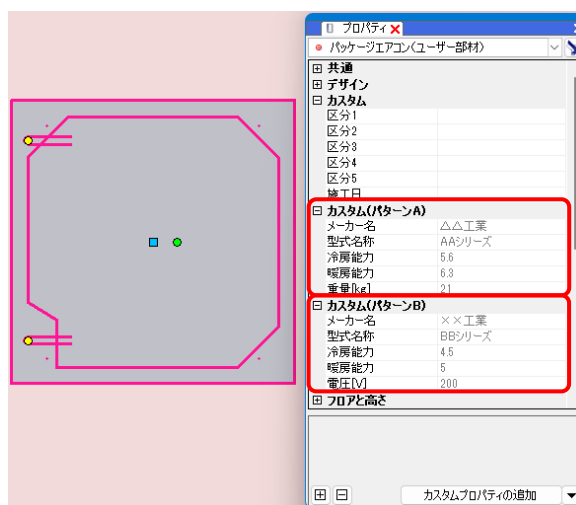 プロパティ
パッケージエアコン(ユーザー部材)
共通
デザイン
カスタム
区分1
区分2
区分3
区分4
区分5
施工日
カスタム(パターンA)
メーカー名 △△工業
型式名称 AAシリーズ
冷房能力 5.6
暖房能力 6.3
重量[kg] 21
カスタム(パターンB)
メーカー名 ××工業
型式名称 BBシリーズ
冷房能力 4.5
暖房能力 5
電圧[V] 200
フロアと高さ
カスタムプロパティの追加